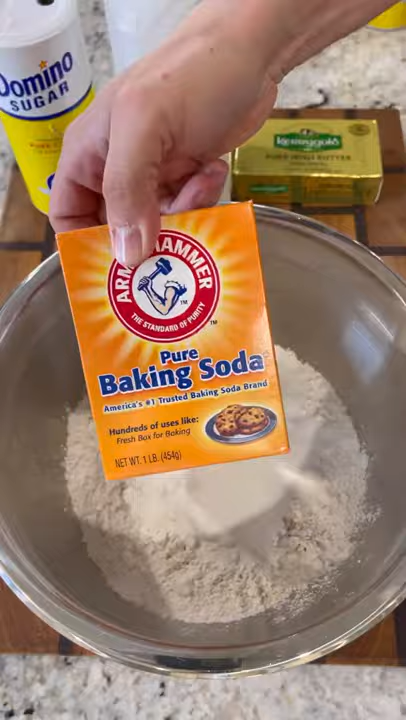 Domino
SUGAR
Kerrygold
PURE IRISH BUTTER
ARM & HAMMER
THE STANDARD OF PURITY
TM
Pure
Baking Soda
America's #1 Trusted Baking Soda Brand
Hundreds of uses like:
Fresh Box for Baking
NET WT. 1 LB. (454g)